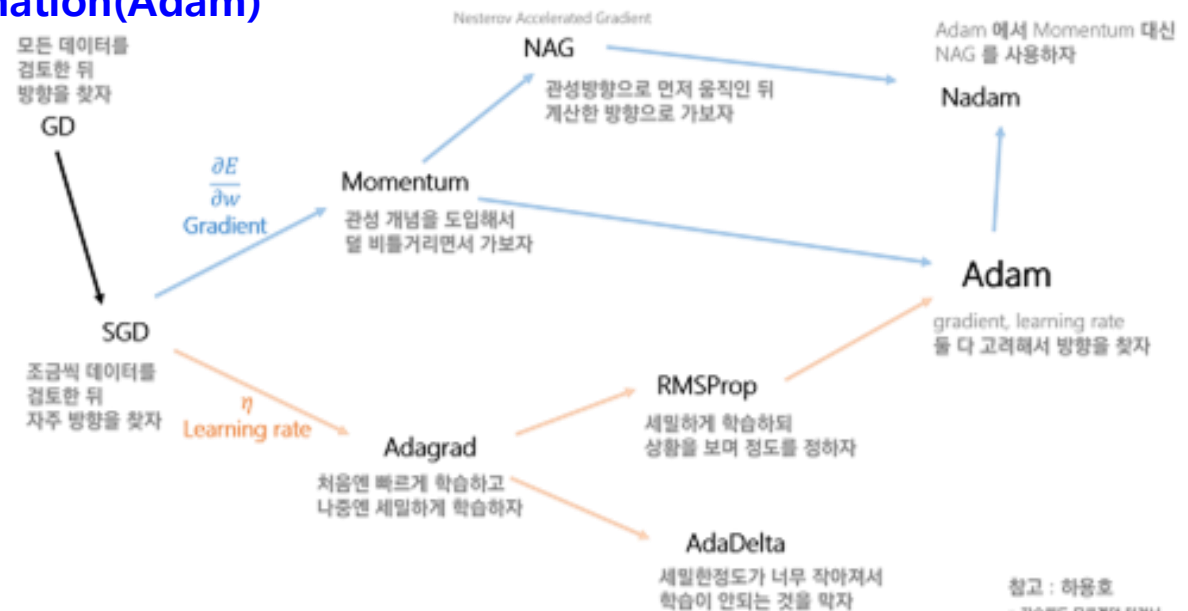 nation(Adam)
모든 데이터를
검토한 뒤
방향을 찾자
GD
Nesterov Accelerated Gradient
NAG
관성방향으로 먼저 움직인 뒤
계산한 방향으로 가보자
Adam 에서 Momentum 대신
NAG 를 사용하자
Nadam
∂E
∂w
Gradient
Momentum
관성 개념을 도입해서
덜 비틀거리면서 가보자
Adam
gradient, learning rate
둘 다 고려해서 방향을 찾자
SGD
조금씩 데이터를
검토한 뒤
자주 방향을 찾자
η
Learning rate
Adagrad
처음엔 빠르게 학습하고
나중엔 세밀하게 학습하자
RMSProp
세밀하게 학습하되
상황을 보며 정도를 정하자
AdaDelta
세밀한정도가 너무 작아져서
학습이 안되는 것을 막자
참고 : 하용호